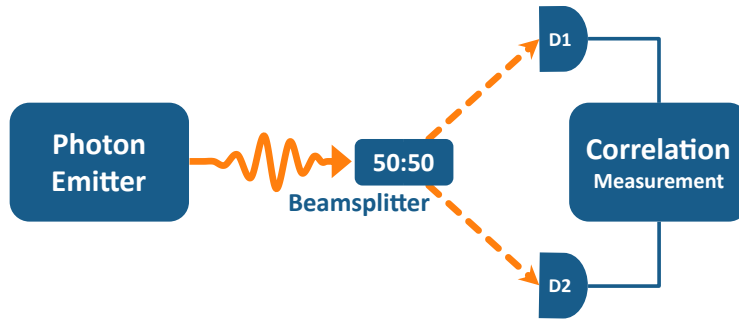 Photon
Emitter
50:50
Beamsplitter
D1
D2
Correlation
Measurement